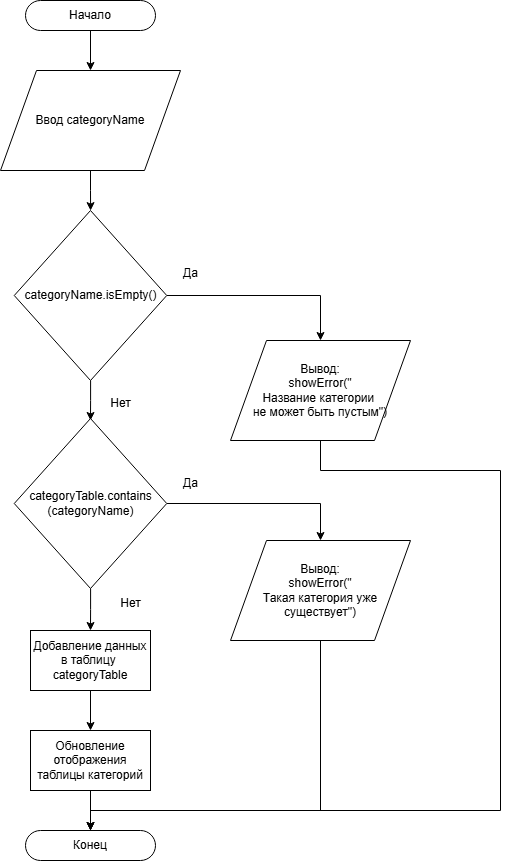 Начало
Ввод categoryName
categoryName.isEmpty()
Да
Вывод:
showError("
Название категории
не может быть пустым")
Нет
categoryTable.contains
(categoryName)
Да
Вывод:
showError("
Такая категория уже
существует")
Нет
Добавление данных
в таблицу
categoryTable
Обновление
отображения
таблицы категорий
Конец